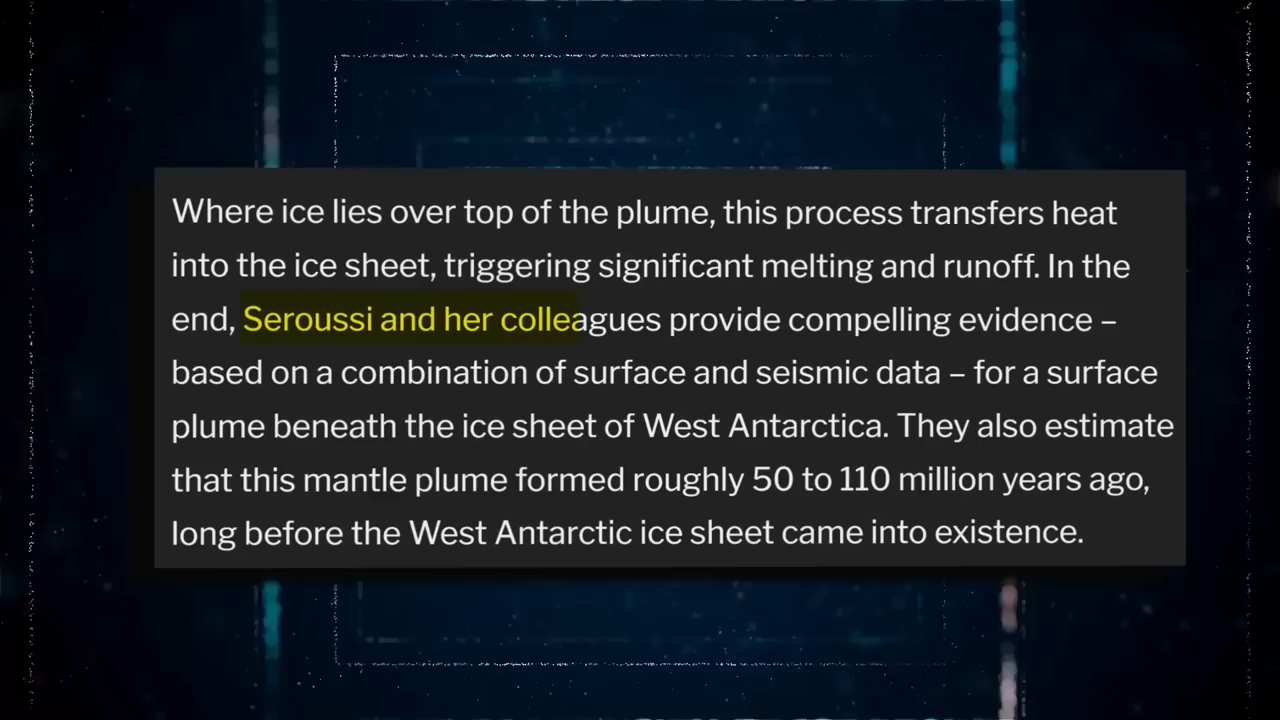 Where ice lies over top of the plume, this process transfers heat
into the ice sheet, triggering significant melting and runoff. In the
end, Seroussi and her colleagues provide compelling evidence –
based on a combination of surface and seismic data – for a surface
plume beneath the ice sheet of West Antarctica. They also estimate
that this mantle plume formed roughly 50 to 110 million years ago,
long before the West Antarctic ice sheet came into existence.